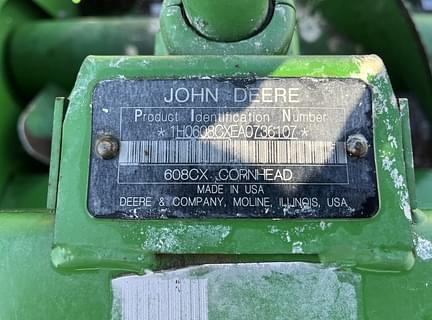 JOHN DEERE
Product Identification Number
*1H0608CXEA0736107*
608CX CORNHEAD
MADE IN USA
DEERE & COMPANY, MOLINE, ILLINOIS, USA